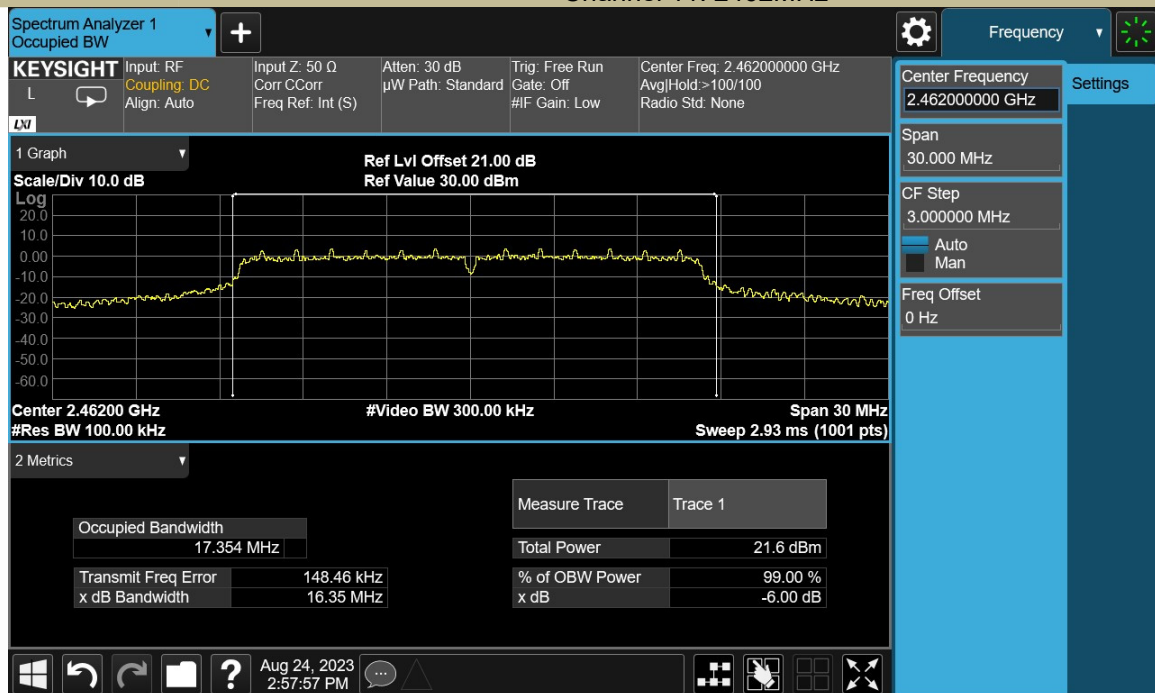 Spectrum Analyzer 1
Occupied BW
Frequency
KEYSIGHT
L
LXI
Input: RF
Coupling: DC
Align: Auto
Input Z: 50 Ω
Corr CCorr
Freq Ref: Int (S)
Atten: 30 dB
µW Path: Standard
Trig: Free Run
Gate: Off
#IF Gain: Low
Center Freq: 2.462000000 GHz
Avg|Hold:>100/100
Radio Std: None
Center Frequency
2.462000000 GHz
Settings
Span
30.000 MHz
CF Step
3.000000 MHz
Auto
Man
Freq Offset
0 Hz
1 Graph
Scale/Div 10.0 dB
Ref Lvl Offset 21.00 dB
Ref Value 30.00 dBm
Log
20.0
10.0
0.00
-10.0
-20.0
-30.0
-40.0
-50.0
-60.0
Center 2.46200 GHz
#Video BW 300.00 kHz
Span 30 MHz
#Res BW 100.00 kHz
Sweep 2.93 ms (1001 pts)
2 Metrics
Measure Trace Trace 1
Occupied Bandwidth
17.354 MHz
Total Power 21.6 dBm
Transmit Freq Error 148.46 kHz
% of OBW Power 99.00 %
x dB Bandwidth 16.35 MHz
x dB -6.00 dB
?
Aug 24, 2023
2:57:57 PM